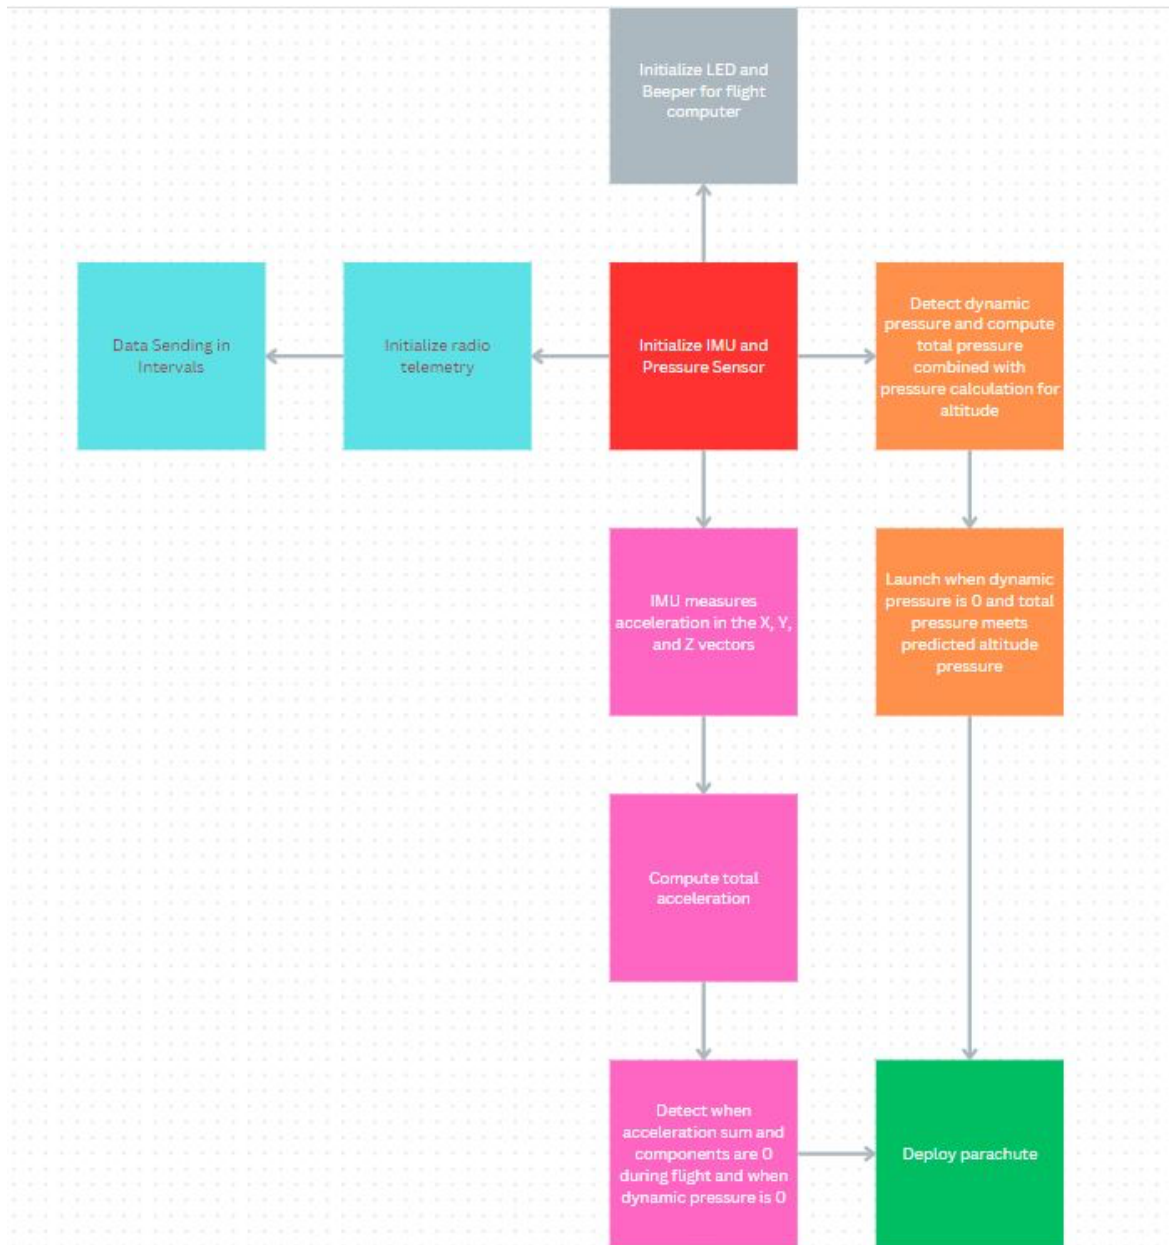 Initialize LED and
Beeper for flight
computer
Data Sending in
Intervals
Initialize radio
telemetry
Initialize IMU and
Pressure Sensor
Detect dynamic
pressure and compute
total pressure
combined with
pressure calculation for
altitude
IMU measures
acceleration in the X, Y,
and Z vectors
Launch when dynamic
pressure is 0 and total
pressure meets
predicted altitude
pressure
Compute total
acceleration
Detect when
acceleration sum and
components are 0
during flight and when
dynamic pressure is 0
Deploy parachute